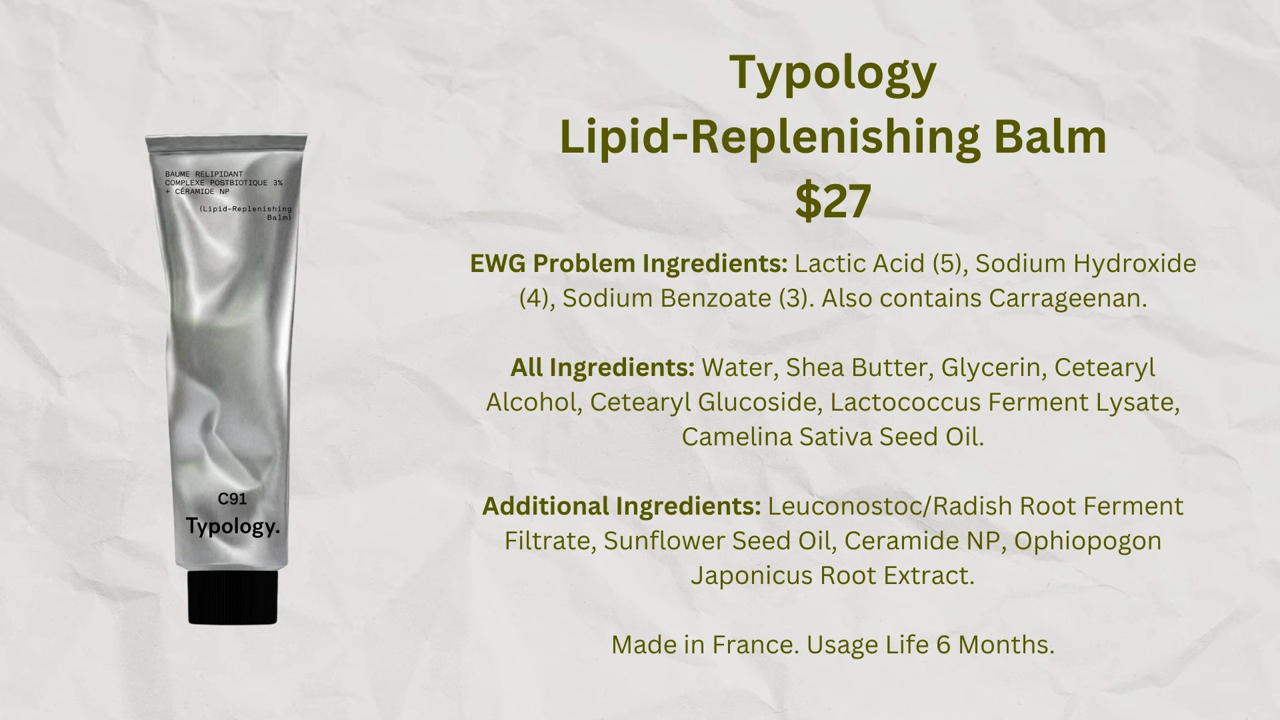 BAUME RELIPIDANT
COMPLEXE POSTBIOTIQUE 3%
+ CÉRAMIDE NP
(Lipid-Replenishing
Balm)
C91
Typology.
Typology
Lipid-Replenishing Balm
$27
EWG Problem Ingredients: Lactic Acid (5), Sodium Hydroxide
(4), Sodium Benzoate (3). Also contains Carrageenan.
All Ingredients: Water, Shea Butter, Glycerin, Cetearyl
Alcohol, Cetearyl Glucoside, Lactococcus Ferment Lysate,
Camelina Sativa Seed Oil.
Additional Ingredients: Leuconostoc/Radish Root Ferment
Filtrate, Sunflower Seed Oil, Ceramide NP, Ophiopogon
Japonicus Root Extract.
Made in France. Usage Life 6 Months.